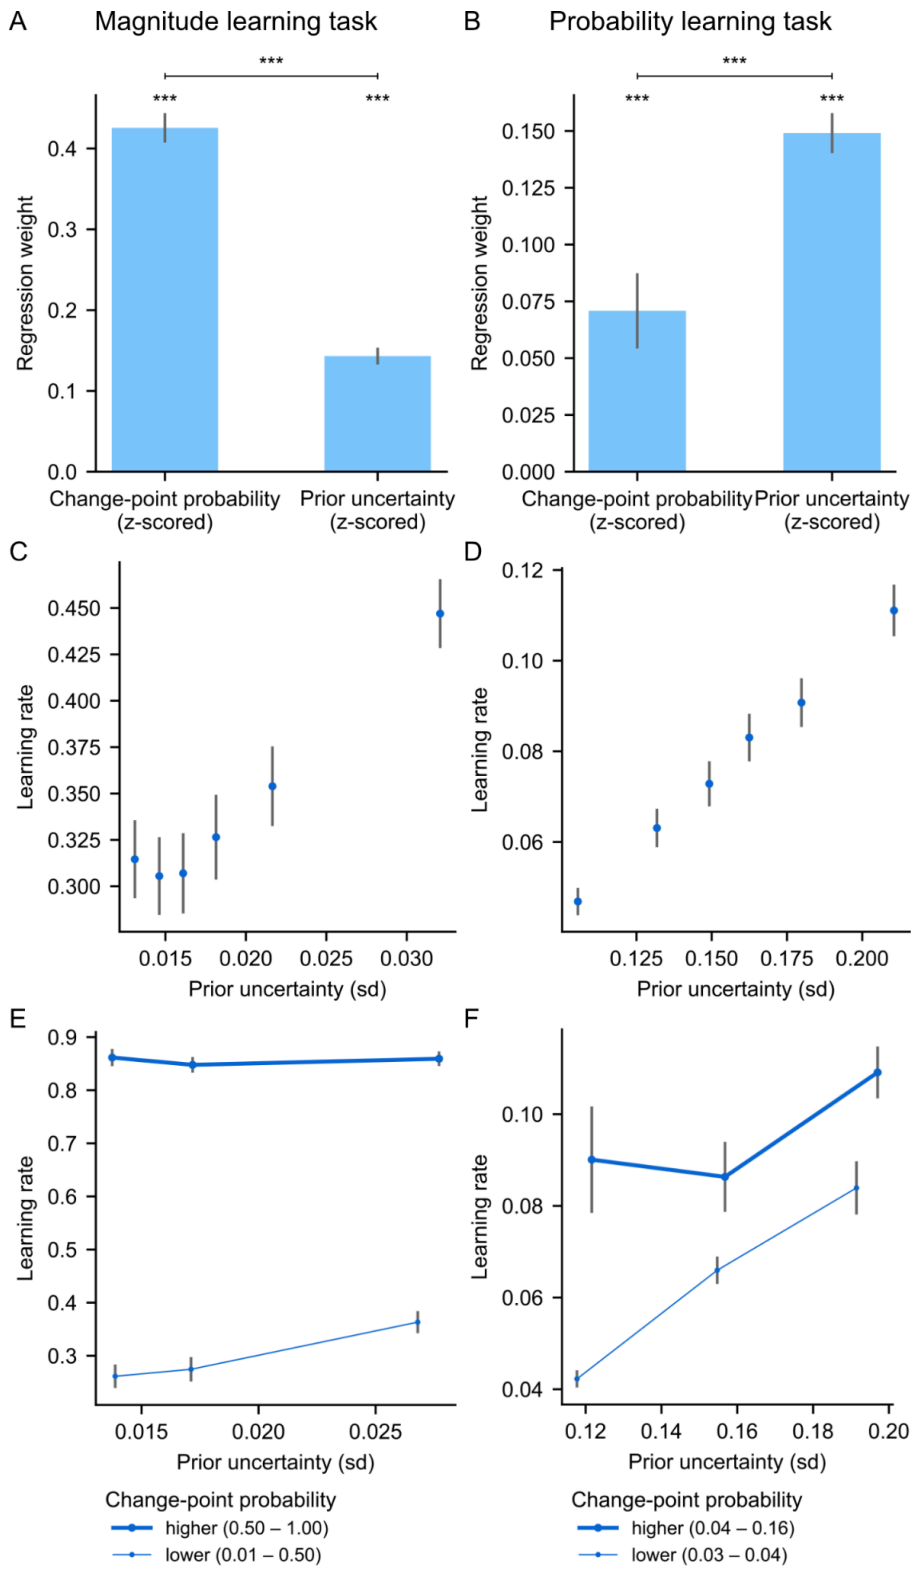 A Magnitude learning task
***
*** ***
Regression weight
0.4
0.3
0.2
0.1
0.0
Change-point probability (z-scored)
Prior uncertainty (z-scored)
B Probability learning task
***
*** ***
Regression weight
0.150
0.125
0.100
0.075
0.050
0.025
0.000
Change-point probability (z-scored)
Prior uncertainty (z-scored)
C
Learning rate
0.450
0.425
0.400
0.375
0.350
0.325
0.300
0.015 0.020 0.025 0.030
Prior uncertainty (sd)
D
Learning rate
0.12
0.10
0.08
0.06
0.125 0.150 0.175 0.200
Prior uncertainty (sd)
E
Learning rate
0.9
0.8
0.7
0.6
0.5
0.4
0.3
0.015 0.020 0.025
Prior uncertainty (sd)
Change-point probability
higher (0.50 – 1.00)
lower (0.01 – 0.50)
F
Learning rate
0.10
0.08
0.06
0.04
0.12 0.14 0.16 0.18 0.20
Prior uncertainty (sd)
Change-point probability
higher (0.04 – 0.16)
lower (0.03 – 0.04)